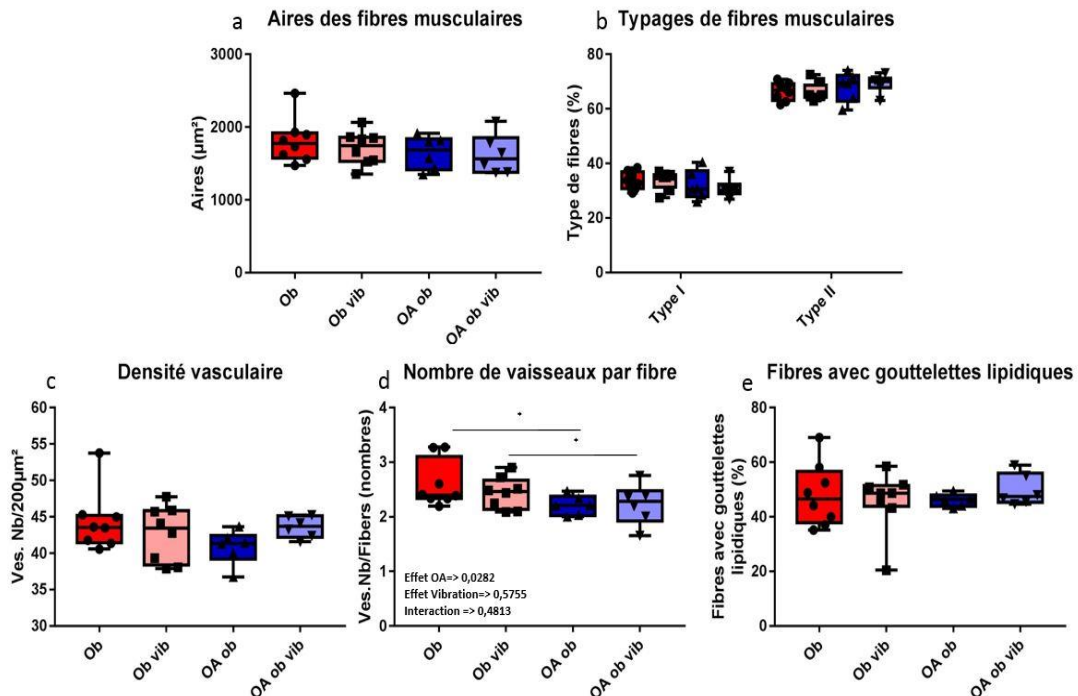 a
Aires des fibres musculaires
Aires (µm²)
3000
2000
1000
0
Ob
Ob vib
OA ob
OA ob vib
b
Typages de fibres musculaires
Type de fibres (%)
80
60
40
20
0
Type I
Type II
c
Densité vasculaire
Ves. Nb/200µm²
60
55
50
45
40
35
30
Ob
Ob vib
OA ob
OA ob vib
d
Nombre de vaisseaux par fibre
Ves.Nb/Fibers (nombres)
4
3
2
1
0
*
*
Effet OA=> 0,0282
Effet Vibration=> 0,5755
Interaction => 0,4813
Ob
Ob vib
OA ob
OA ob vib
e
Fibres avec gouttelettes lipidiques
Fibres avec gouttelettes
lipidiques (%)
80
60
40
20
0
Ob
Ob vib
OA ob
OA ob vib